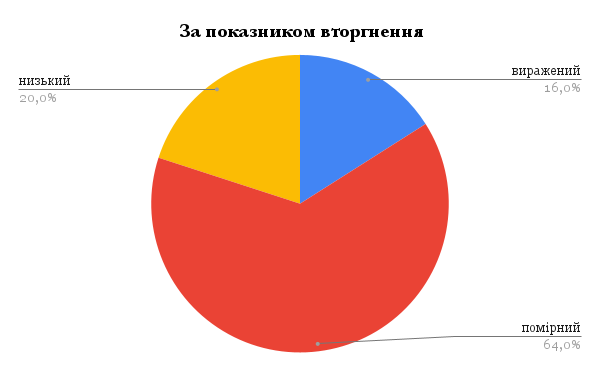 За показником вторгнення
виражений
16,0%
низький
20,0%
помірний
64,0%